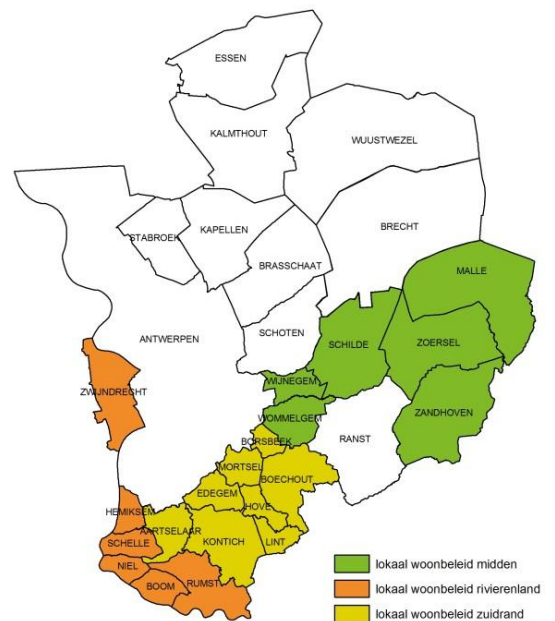 ESSEN
KALMTHOUT
WUUSTWEZEL
STABROEK
KAPELLEN
BRECHT
BRASSCHAAT
MALLE
ANTWERPEN
SCHOTEN
SCHILDE
ZOERSEL
WIJNEGEM
ZWIJNDRECHT
ZANDHOVEN
WOMMELGEM
BORSBEEK
RANST
MORTSEL
BOECHOUT
EDEGEM
HOVE
HEMIKSEM
AARTSELAAR
KONTICH
LINT
SCHELLE
NIEL
BOOM
RUMST
lokaal woonbeleid midden
lokaal woonbeleid rivierenland
lokaal woonbeleid zuidrand